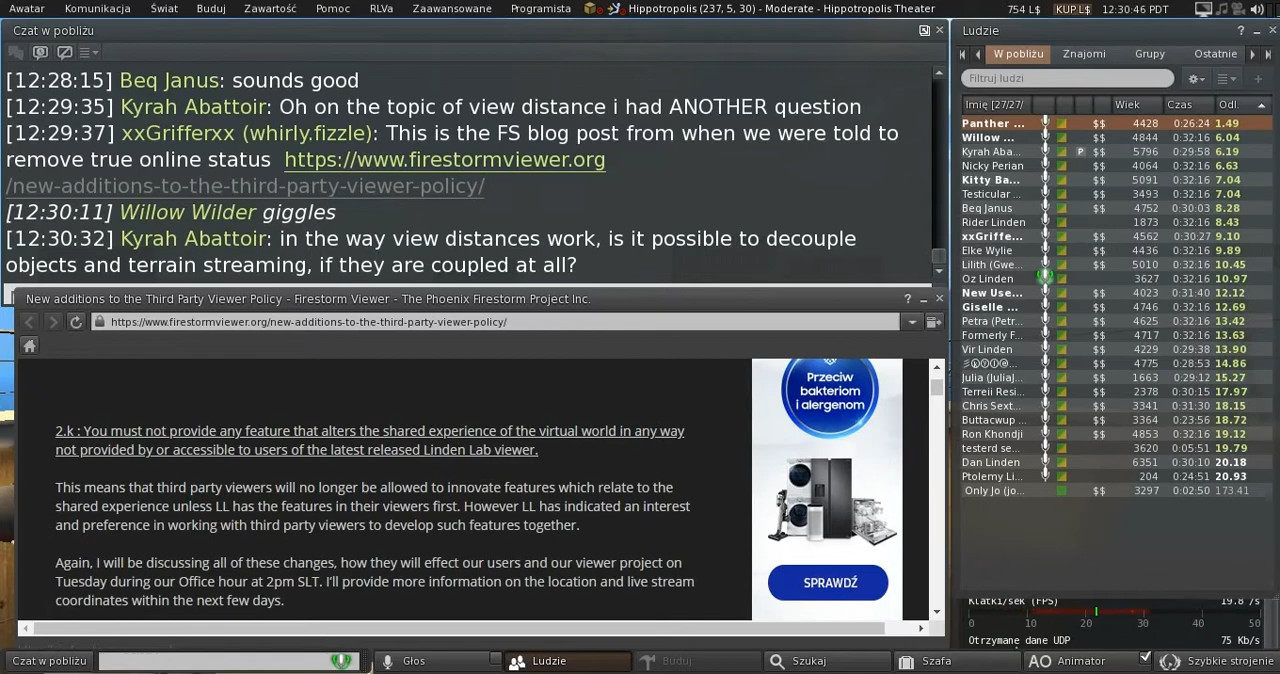 Awatar Komunikacja Świat Buduj Zawartość Pomoc RLVa Zaawansowane Programista Hippotropolis (237, 5, 30) - Moderate - Hippotropolis Theater 754 L$ KUP L$ 12:30:46 PDT
Czat w pobliżu
[12:28:15] Beq Janus: sounds good
[12:29:35] Kyrah Abattoir: Oh on the topic of view distance i had ANOTHER question
[12:29:37] xxGrifferxx (whirly.fizzle): This is the FS blog post from when we were told to
remove true online status https://www.firestormviewer.org
/new-additions-to-the-third-party-viewer-policy/
[12:30:11] Willow Wilder giggles
[12:30:32] Kyrah Abattoir: in the way view distances work, is it possible to decouple
objects and terrain streaming, if they are coupled at all?
New additions to the Third Party Viewer Policy - Firestorm Viewer - The Phoenix Firestorm Project Inc.
https://www.firestormviewer.org/new-additions-to-the-third-party-viewer-policy/
2.k : You must not provide any feature that alters the shared experience of the virtual world in any way
not provided by or accessible to users of the latest released Linden Lab viewer.
This means that third party viewers will no longer be allowed to innovate features which relate to the
shared experience unless LL has the features in their viewers first. However LL has indicated an interest
and preference in working with third party viewers to develop such features together.
Again, I will be discussing all of these changes, how they will effect our users and our viewer project on
Tuesday during our Office hour at 2pm SLT. I'll provide more information on the location and live stream
coordinates within the next few days.
Przeciw
bakteriom
i alergenom
SPRAWDŹ
Ludzie
W pobliżu Znajomi Grupy Ostatnie
Filtruj ludzi
Imię [27/27/ Wiek Czas Odl.
Panther ... $$ 4428 0:26:24 1.49
Willow ... $$ 4844 0:32:16 6.04
Kyrah Aba... P $$ 5796 0:29:58 6.19
Nicky Perian $$ 4064 0:32:16 6.63
Kitty Ba... $$ 5091 0:32:16 7.04
Testicular ... $$ 3493 0:32:16 7.04
Beq Janus $$ 4752 0:30:03 8.28
Rider Linden 1873 0:32:16 8.43
xxGriffe... $$ 4562 0:30:27 9.10
Elke Wylie $$ 4436 0:32:16 9.89
Lilith (Gwe... $$ 5010 0:32:16 10.45
Oz Linden 3627 0:32:16 10.97
New Use... $$ 4023 0:31:40 12.12
Giselle ... $$ 4746 0:32:16 12.69
Petra (Petr... $$ 4625 0:32:16 13.42
Formerly F... $$ 4717 0:32:16 13.63
Vir Linden $$ 4229 0:29:38 13.90
$$ 4775 0:28:53 14.86
Julia (JuliaJ... $$ 1663 0:29:12 15.27
Terreii Resi... $$ 2378 0:30:15 17.97
Chris Sext... $$ 3341 0:31:30 18.15
Buttacwup ... $$ 3364 0:23:56 18.72
Ron Khondji $$ 4853 0:32:16 19.12
testerd se... $$ 3620 0:05:51 19.79
Dan Linden 6351 0:30:10 20.18
Ptolemy Li... 204 0:24:51 20.93
Only Jo (jo... $$ 3297 0:02:50 173.41
Klatki/sek (FPS) 19.8 /s
0 10 20 30 40 50
Otrzymane dane UDP 75 Kb/s
Czat w pobliżu Głos Ludzie Buduj Szukaj Szafa AO Animator Szybkie strojenie